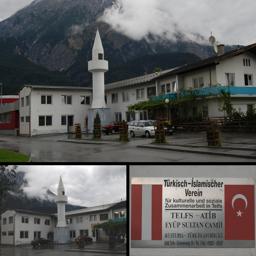 Türkisch-Islamischer
Verein
für kulturelle und soziale
Zusammenarbeit in Telfs
TELFS - ATİB
EYÜP SULTAN CAMİİ